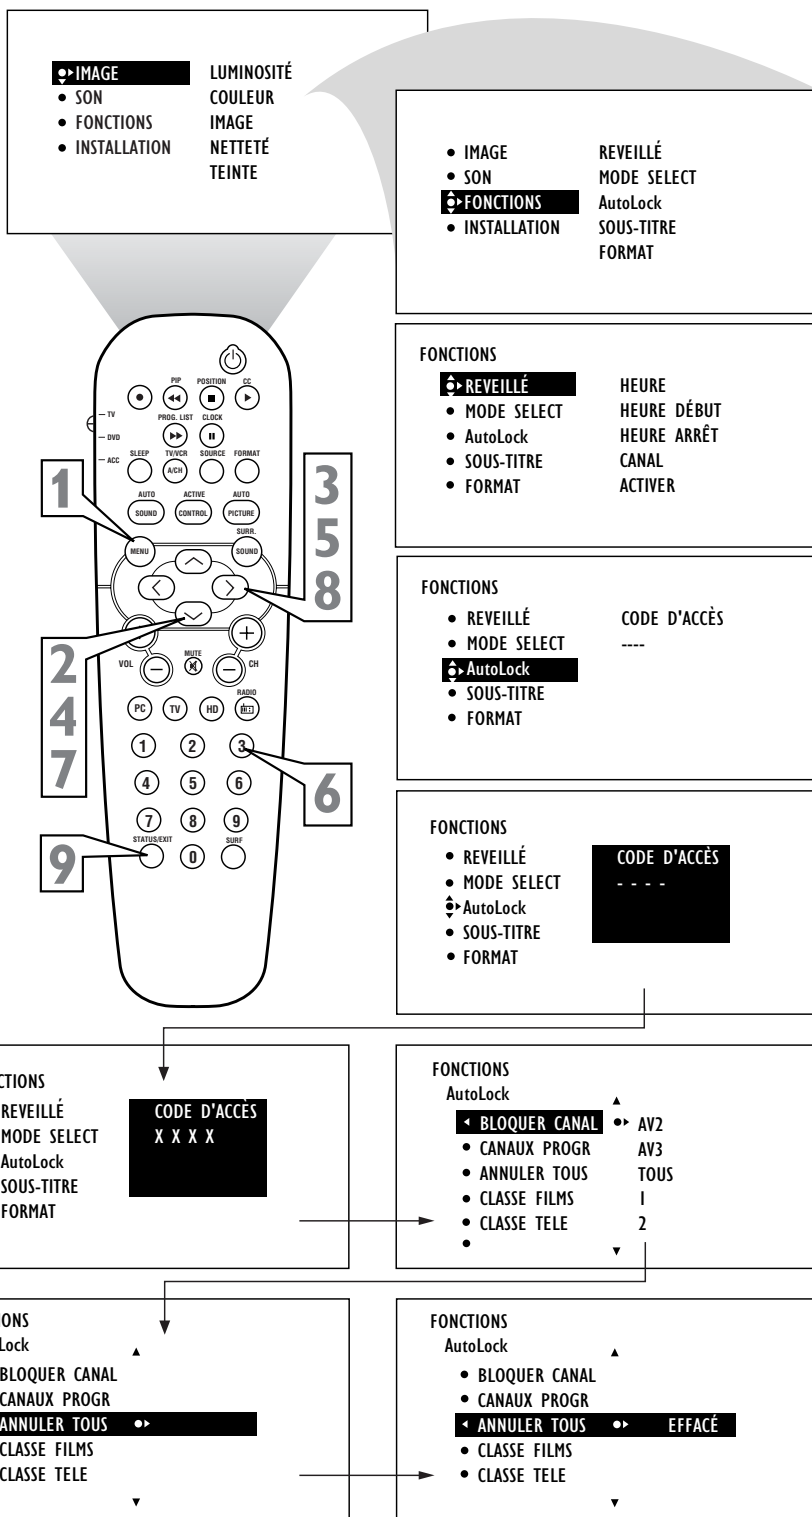 IMAGE LUMINOSITÉ
SON COULEUR
FONCTIONS IMAGE
INSTALLATION NETTETÉ
TEINTE
IMAGE REVEILLÉ
SON MODE SELECT
FONCTIONS AutoLock
INSTALLATION SOUS-TITRE
FORMAT
FONCTIONS
REVEILLÉ HEURE
MODE SELECT HEURE DÉBUT
AutoLock HEURE ARRÊT
SOUS-TITRE CANAL
FORMAT ACTIVER
FONCTIONS
REVEILLÉ CODE D'ACCÈS
MODE SELECT ----
AutoLock
SOUS-TITRE
FORMAT
FONCTIONS
REVEILLÉ CODE D'ACCÈS
MODE SELECT - - - -
AutoLock
SOUS-TITRE
FORMAT
PIP POSITION CC
TV
PROG. LIST CLOCK
DVD
ACC SLEEP TV/VCR SOURCE FORMAT
A/CH
AUTO ACTIVE AUTO
SOUND CONTROL PICTURE
SURR.
MENU SOUND
VOL MUTE CH
RADIO
PC TV HD
1 2 3
4 5 6
7 8 9
STATUS/EXIT SURF
0
1
2
4
7
9
3
5
8
6
CTIONS
REVEILLÉ CODE D'ACCÈS
MODE SELECT X X X X
AutoLock
SOUS-TITRE
FORMAT
FONCTIONS
AutoLock
BLOQUER CANAL AV2
CANAUX PROGR AV3
ANNULER TOUS TOUS
CLASSE FILMS 1
CLASSE TELE 2
IONS
Lock
BLOQUER CANAL
CANAUX PROGR
ANNULER TOUS
CLASSE FILMS
CLASSE TELE
FONCTIONS
AutoLock
BLOQUER CANAL
CANAUX PROGR
ANNULER TOUS EFFACÉ
CLASSE FILMS
CLASSE TELE